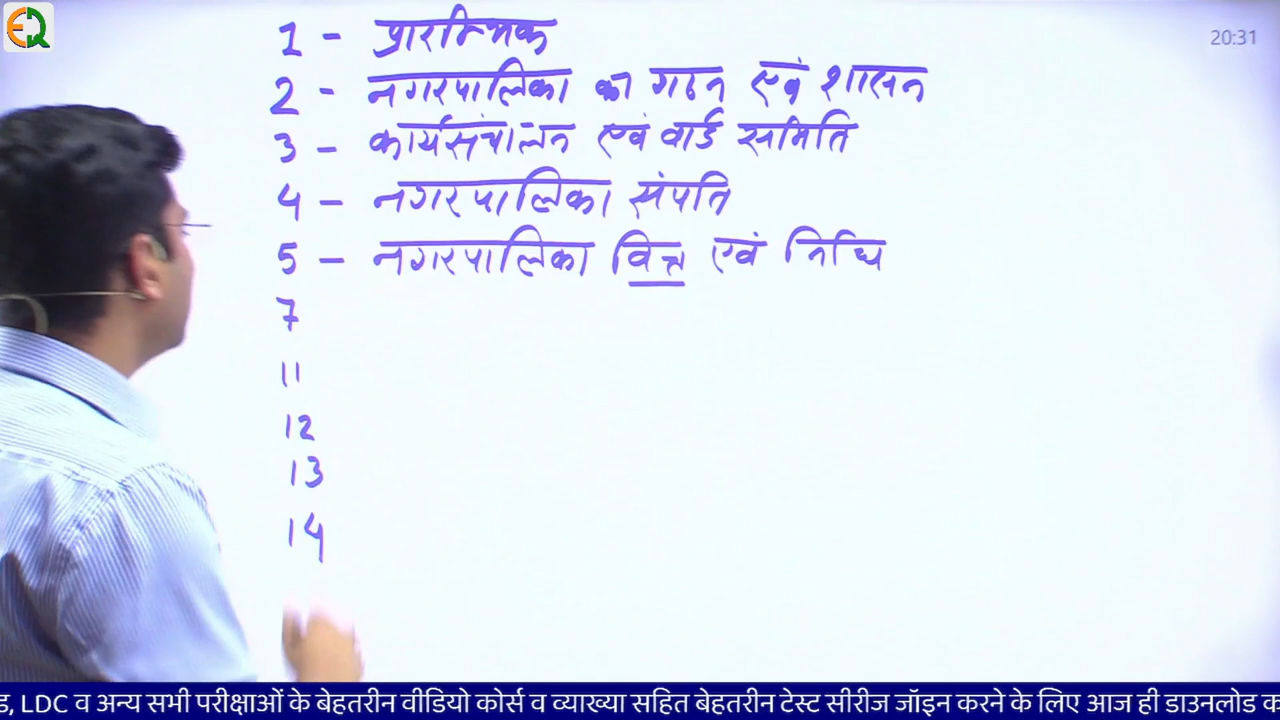 EQ
20:31
1 - प्रारम्भिक
2 - नगरपालिका का गठन एवं शासन
3 - कार्यसंचालन एवं वार्ड समिति
4 - नगरपालिका संपति
5 - नगरपालिका वित्त एवं निधि
7
11
12
13
14
ड, LDC व अन्य सभी परीक्षाओं के बेहतरीन वीडियो कोर्स व व्याख्या सहित बेहतरीन टेस्ट सीरीज जॉइन करने के लिए आज ही डाउनलोड क